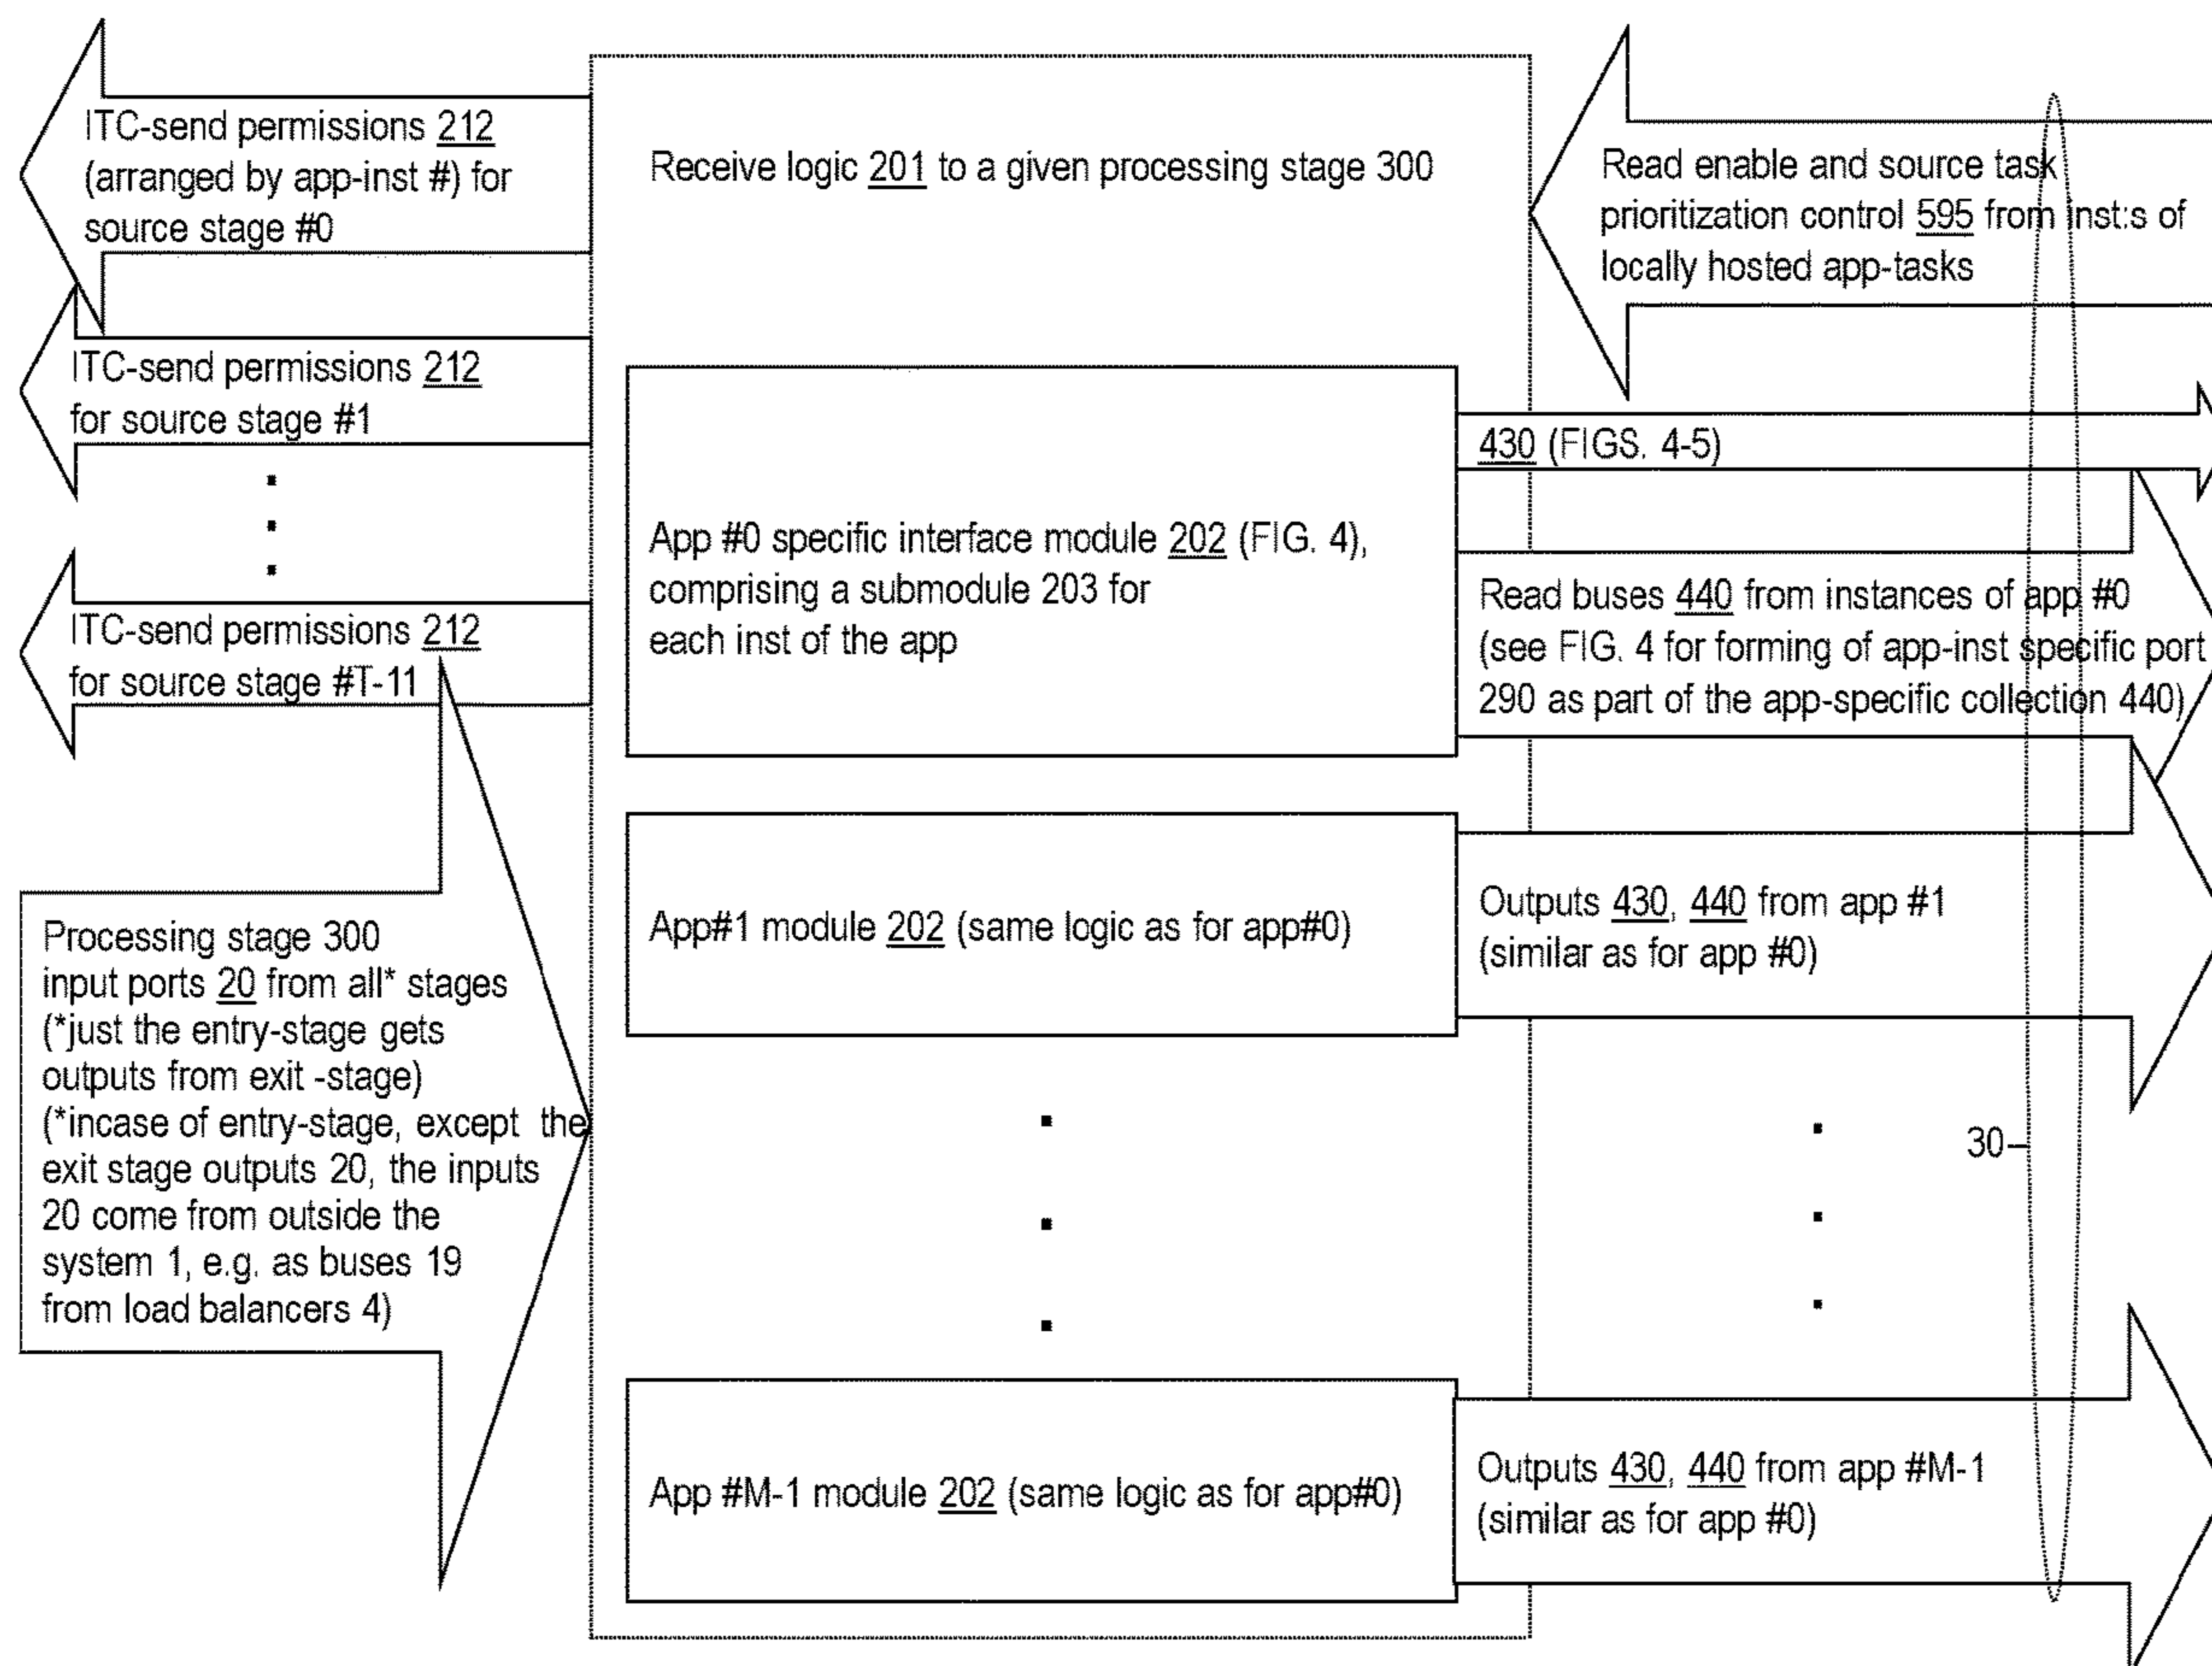 ITC-send permissions 212
(arranged by app-inst #) for
source stage #0
ITC-send permissions 212
for source stage #1
ITC-send permissions 212
for source stage #T-11
Processing stage 300
input ports 20 from all* stages
(*just the entry-stage gets
outputs from exit -stage)
(*incase of entry-stage, except the
exit stage outputs 20, the inputs
20 come from outside the
system 1, e.g. as buses 19
from load balancers 4)
Receive logic 201 to a given processing stage 300
App #0 specific interface module 202 (FIG. 4),
comprising a submodule 203 for
each inst of the app
App#1 module 202 (same logic as for app#0)
App #M-1 module 202 (same logic as for app#0)
Read enable and source task
prioritization control 595 from inst:s of
locally hosted app-tasks
430 (FIGS. 4-5)
Read buses 440 from instances of app #0
(see FIG. 4 for forming of app-inst specific port
290 as part of the app-specific collection 440)
Outputs 430, 440 from app #1
(similar as for app #0)
30
Outputs 430, 440 from app #M-1
(similar as for app #0)